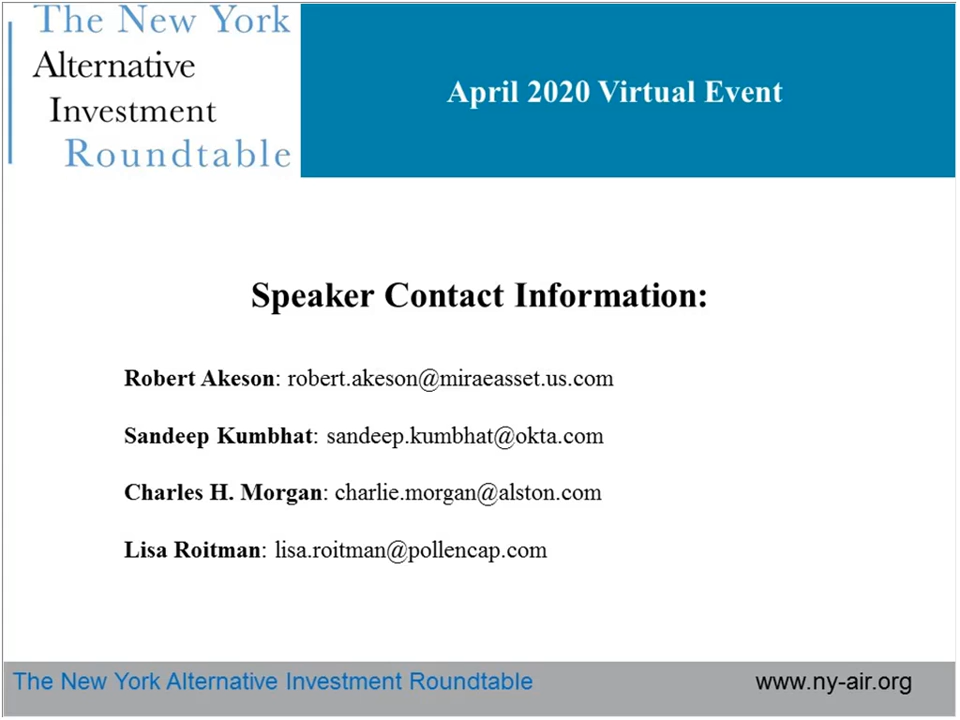 The New York
Alternative
Investment
Roundtable
April 2020 Virtual Event
Speaker Contact Information:
Robert Akeson: robert.akeson@miraeasset.us.com
Sandeep Kumbhat: sandeep.kumbhat@okta.com
Charles H. Morgan: charlie.morgan@alston.com
Lisa Roitman: lisa.roitman@pollencap.com
The New York Alternative Investment Roundtable
www.ny-air.org